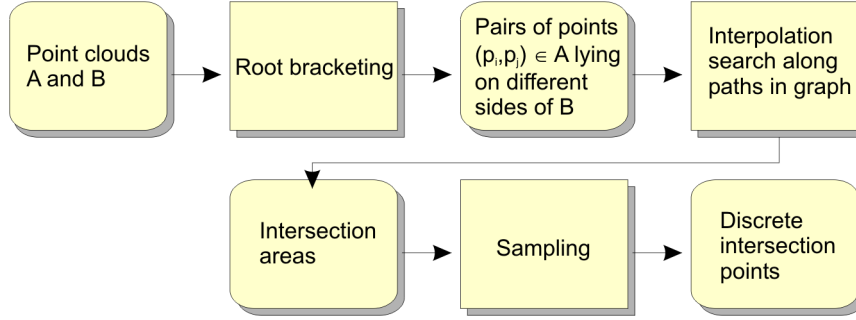 Point clouds
A and B
Root bracketing
Pairs of points
(pᵢ,pⱼ) ∈ A lying
on different
sides of B
Interpolation
search along
paths in graph
Intersection
areas
Sampling
Discrete
intersection
points